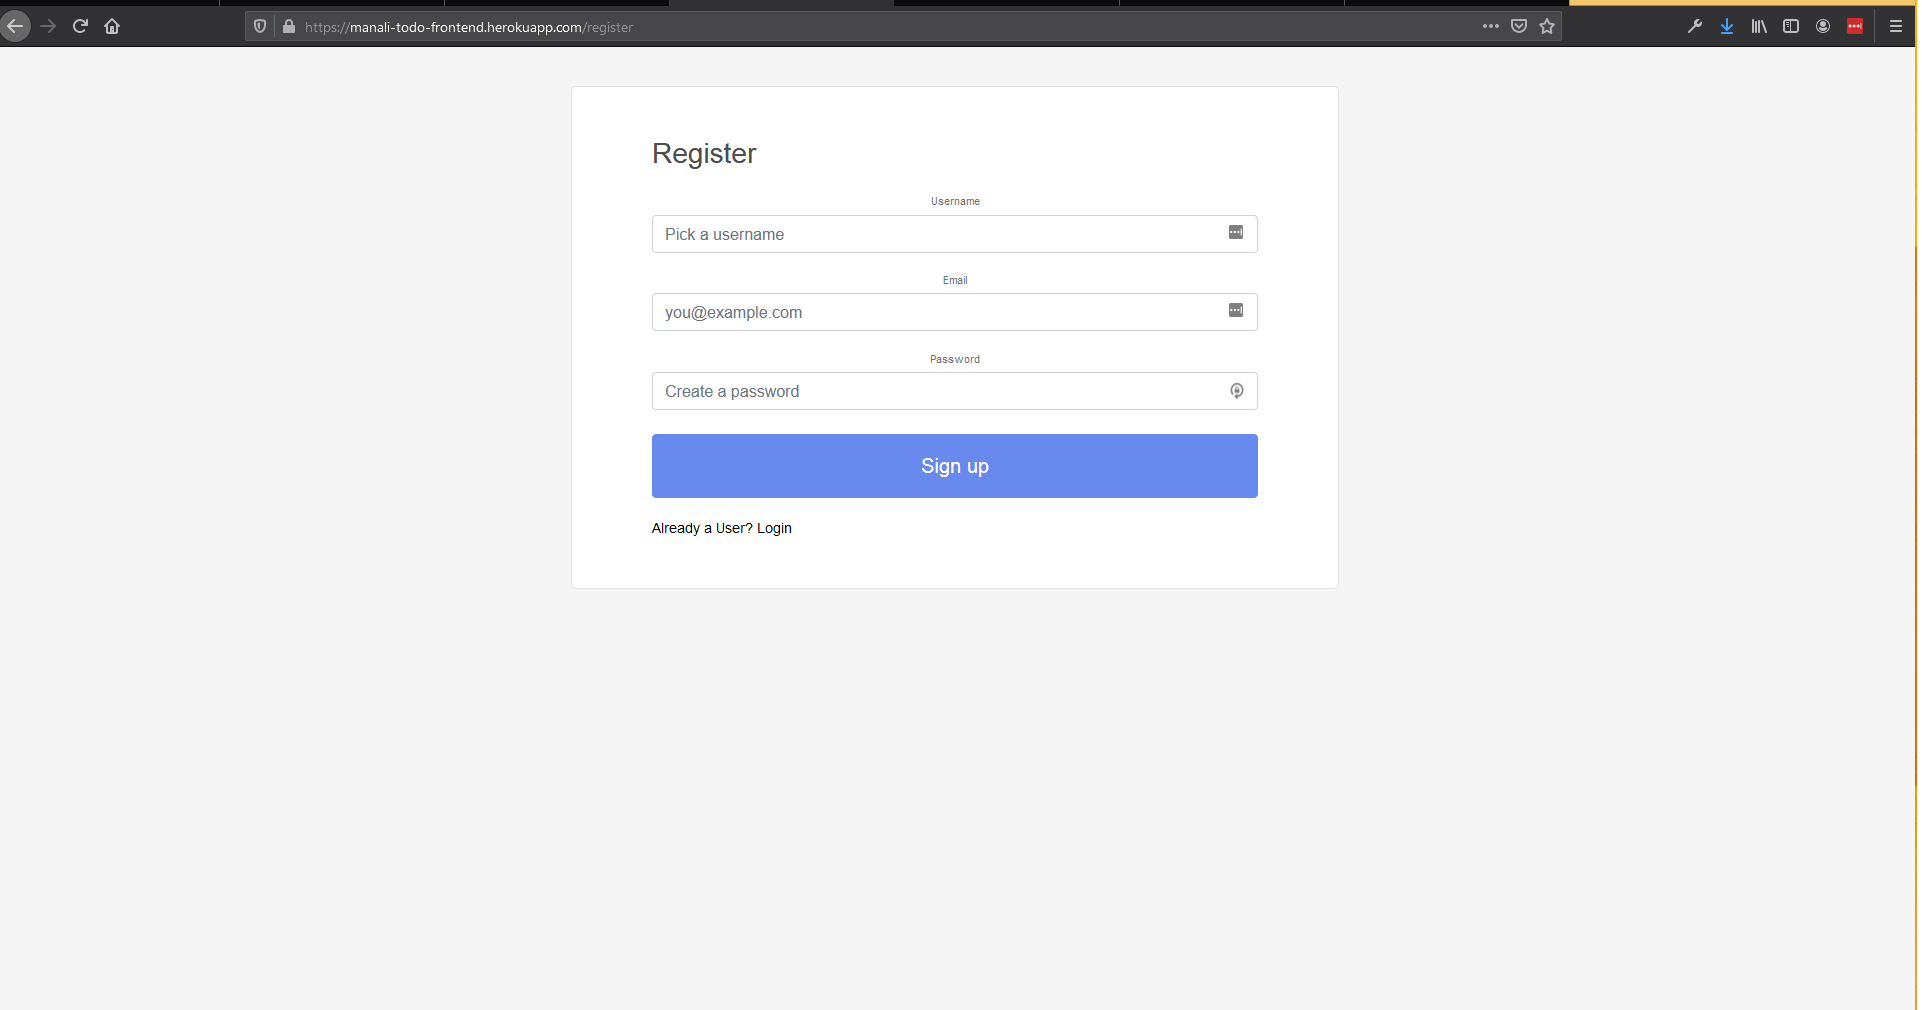 https://manali-todo-frontend.herokuapp.com/register
Register
Username
Pick a username
Email
you@example.com
Password
Create a password
Sign up
Already a User? Login